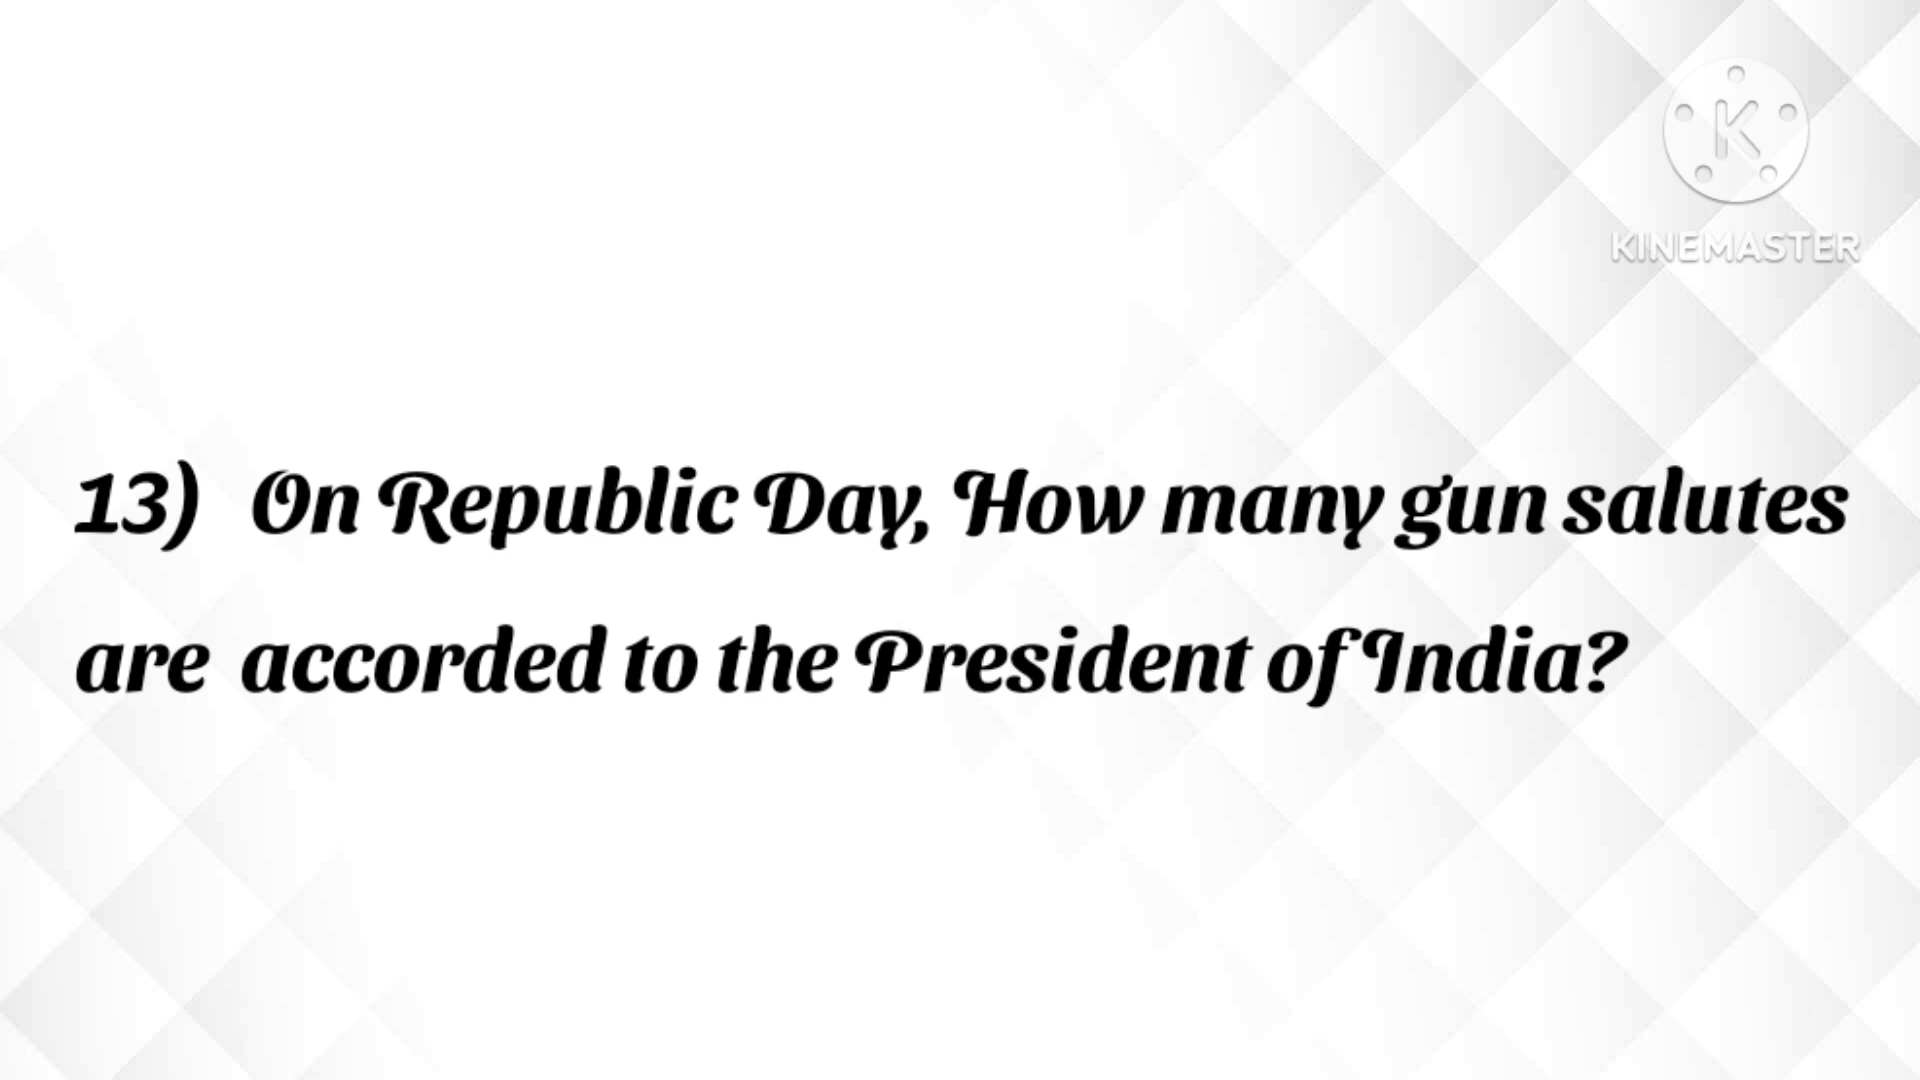 KINEMASTER
13) On Republic Day, How many gun salutes
are accorded to the President of India?